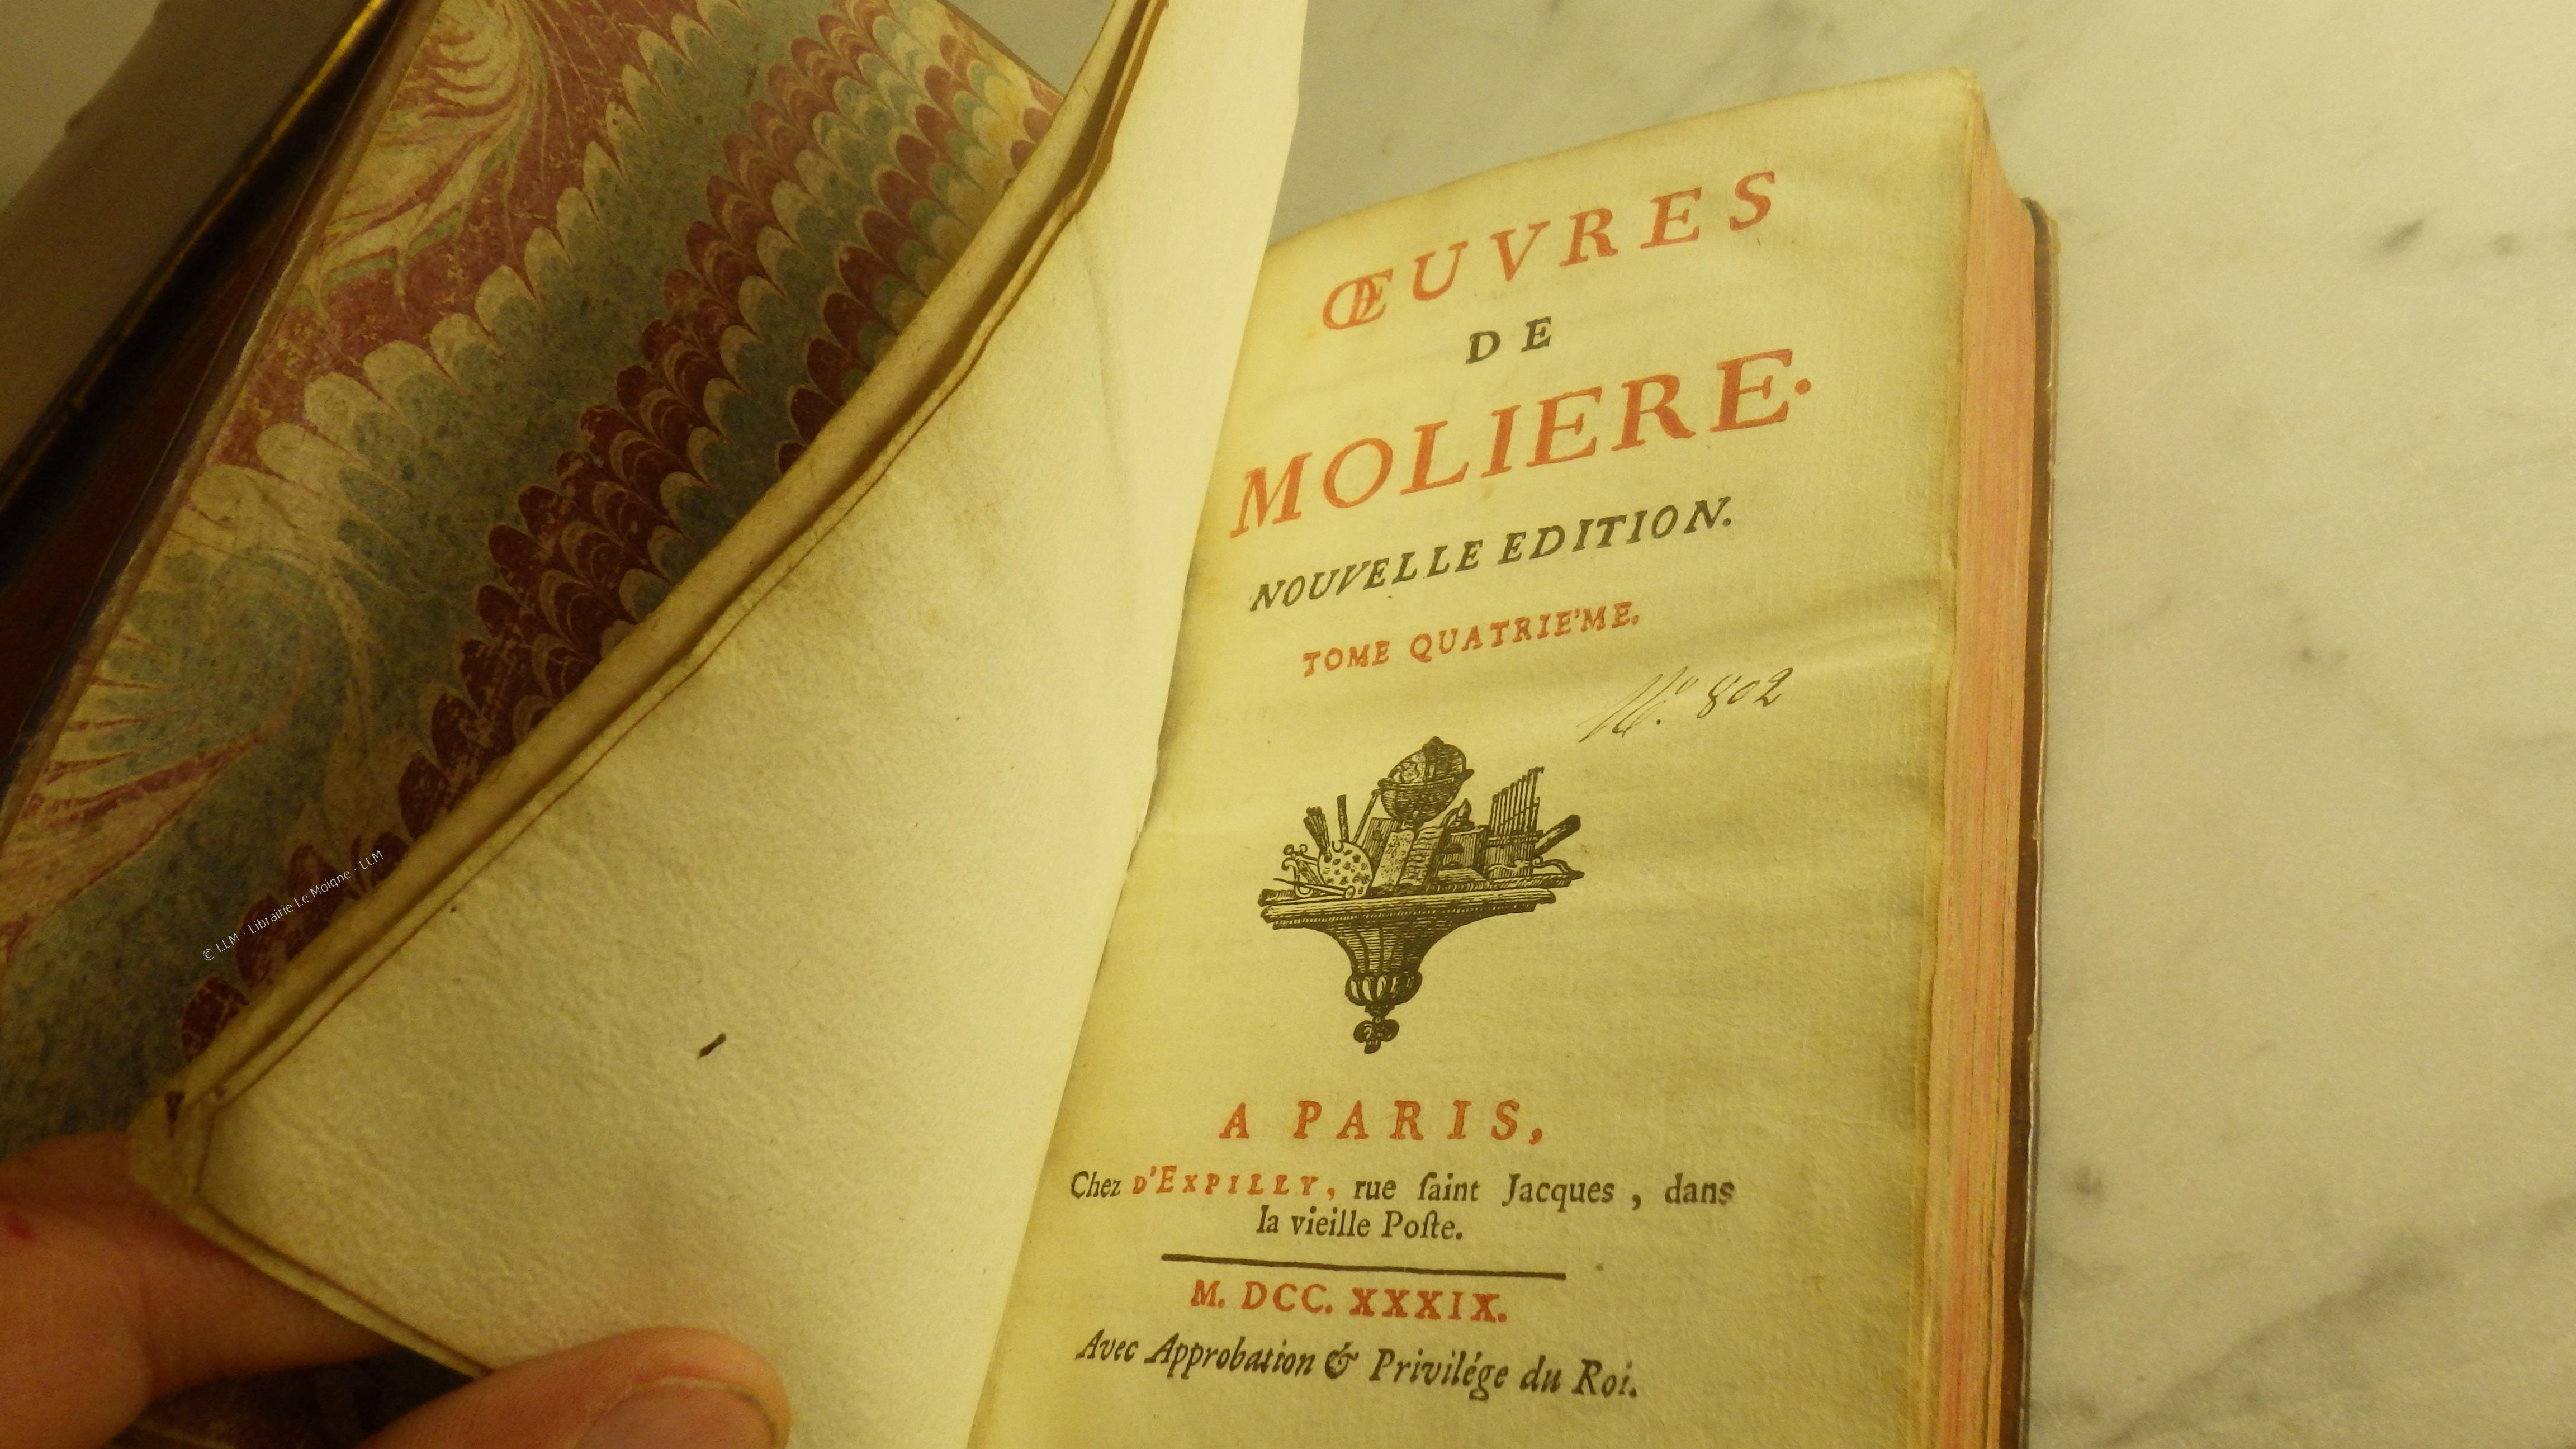 ŒUVRES
DE
MOLIERE.
NOUVELLE EDITION.
TOME QUATRIE'ME.
N.º 802
A PARIS,
Chez D'EXPILLY, rue ſaint Jacques, dans
la vieille Poſte.
M. DCC. XXXIX.
Avec Approbation & Privilége du Roi.
© LLM - Librairie Le Moigne - LLM